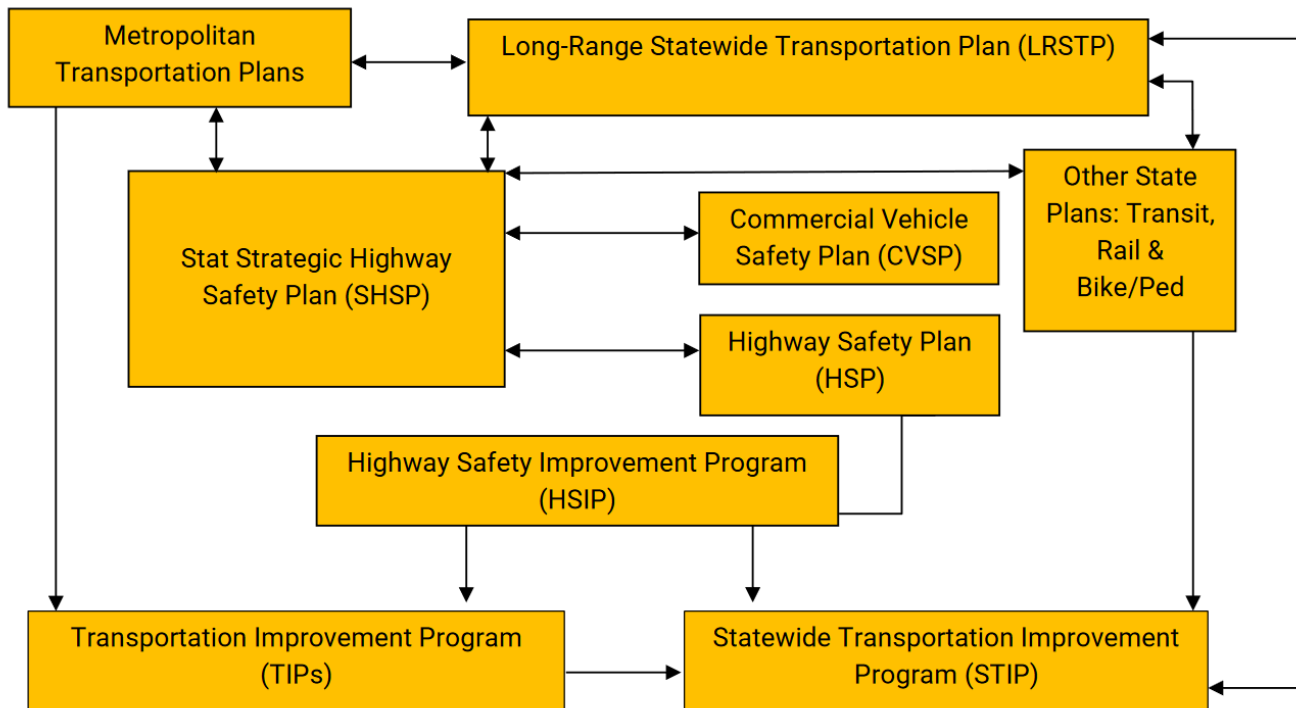 Metropolitan
Transportation Plans
Long-Range Statewide Transportation Plan (LRSTP)
Stat Strategic Highway
Safety Plan (SHSP)
Commercial Vehicle
Safety Plan (CVSP)
Other State
Plans: Transit,
Rail &
Bike/Ped
Highway Safety Plan
(HSP)
Highway Safety Improvement Program
(HSIP)
Transportation Improvement Program
(TIPs)
Statewide Transportation Improvement
Program (STIP)